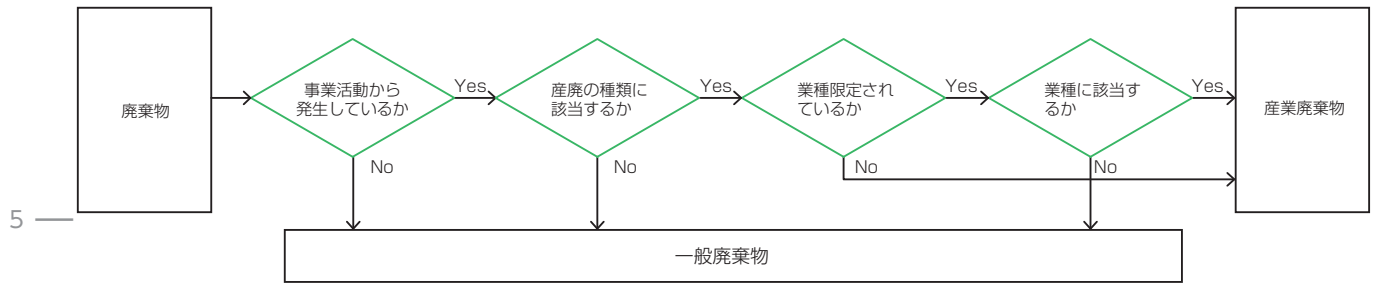 廃棄物
事業活動から
発生しているか
Yes
No
産廃の種類に
該当するか
Yes
No
業種限定され
ているか
Yes
No
業種に該当す
るか
Yes
No
産業廃棄物
一般廃棄物
5